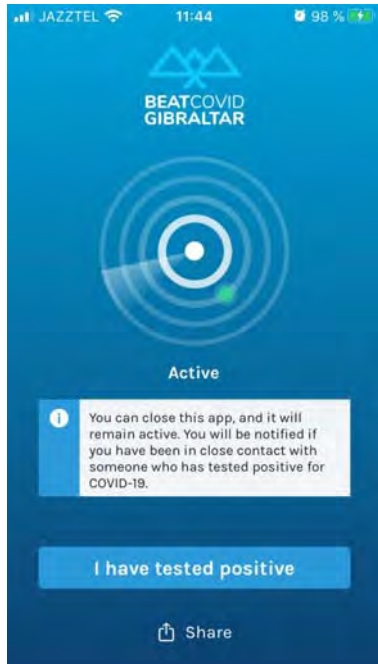 JAZZTEL 11:44 98 %
BEATCOVID
GIBRALTAR
Active
You can close this app, and it will
remain active. You will be notified if
you have been in close contact with
someone who has tested positive for
COVID-19.
I have tested positive
Share